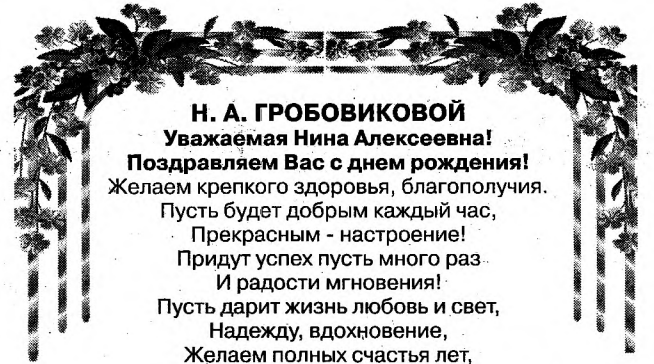 Н. А. ГРОБОВИКОВОЙ
Уважаемая Нина Алексеевна!
Поздравляем Вас с днем рождения!
Желаем крепкого здоровья, благополучия.
Пусть будет добрым каждый час,
Прекрасным - настроение!
Придут успех пусть много раз
И радости мгновения!
Пусть дарит жизнь любовь и свет,
Надежду, вдохновение,
Желаем полных счастья лет,